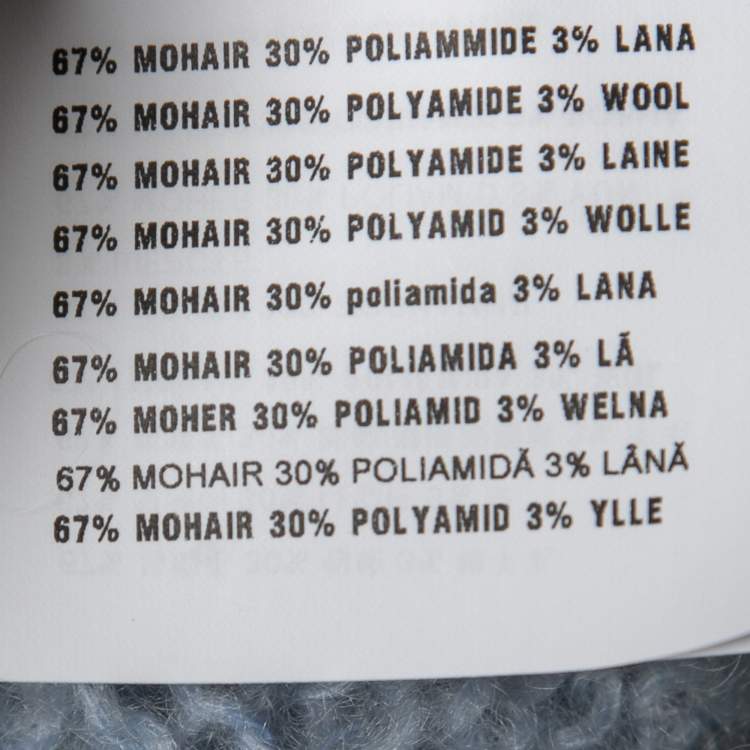 67% MOHAIR 30% POLIAMMIDE 3% LANA
67% MOHAIR 30% POLYAMIDE 3% WOOL
67% MOHAIR 30% POLYAMIDE 3% LAINE
67% MOHAIR 30% POLYAMID 3% WOLLE
67% MOHAIR 30% poliamida 3% LANA
67% MOHAIR 30% POLIAMIDA 3% LÃ
67% MOHER 30% POLIAMID 3% WELNA
67% MOHAIR 30% POLIAMIDĂ 3% LÂNĂ
67% MOHAIR 30% POLYAMID 3% YLLE